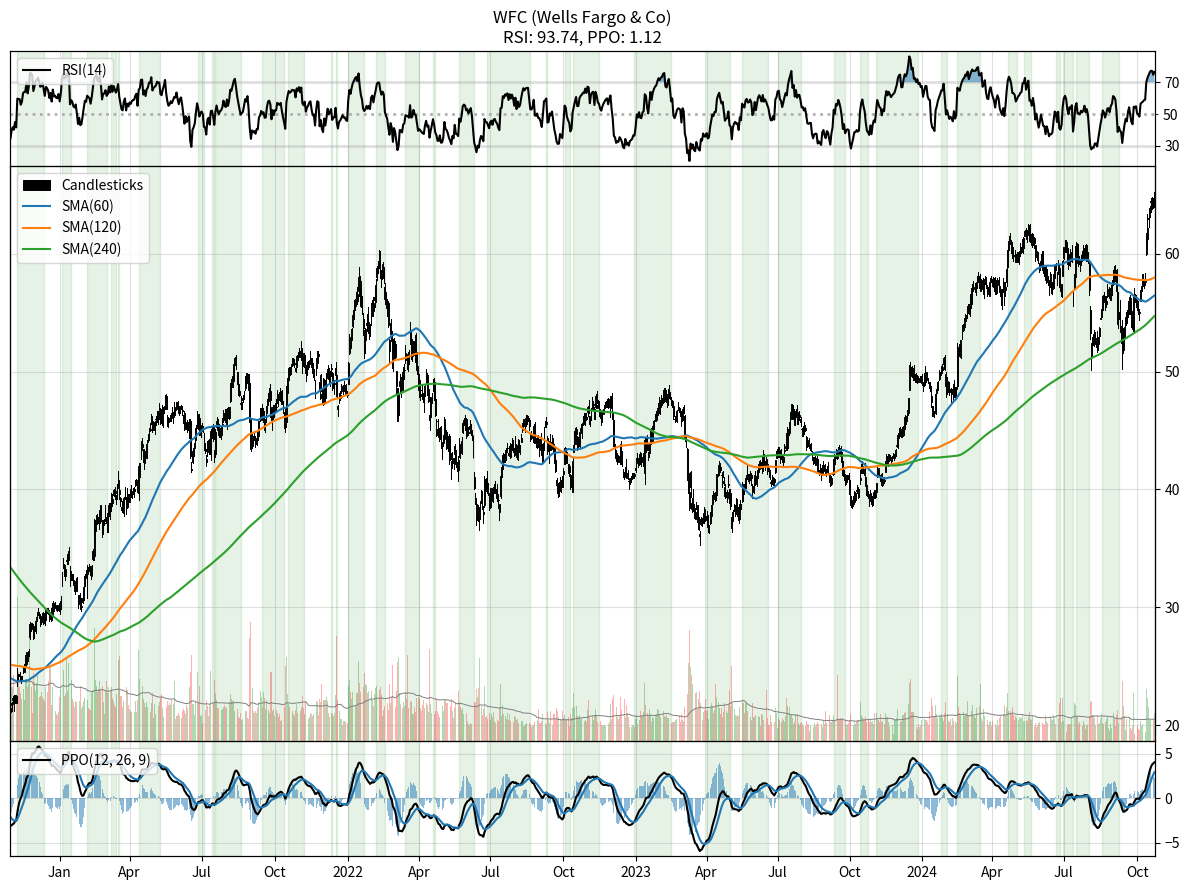 WFC (Wells Fargo & Co)
RSI: 93.74, PPO: 1.12
RSI(14)
70
50
30
Candlesticks
SMA(60)
SMA(120)
SMA(240)
60
50
40
30
20
PPO(12, 26, 9)
5
0
−5
Jan Apr Jul Oct 2022 Apr Jul Oct 2023 Apr Jul Oct 2024 Apr Jul Oct